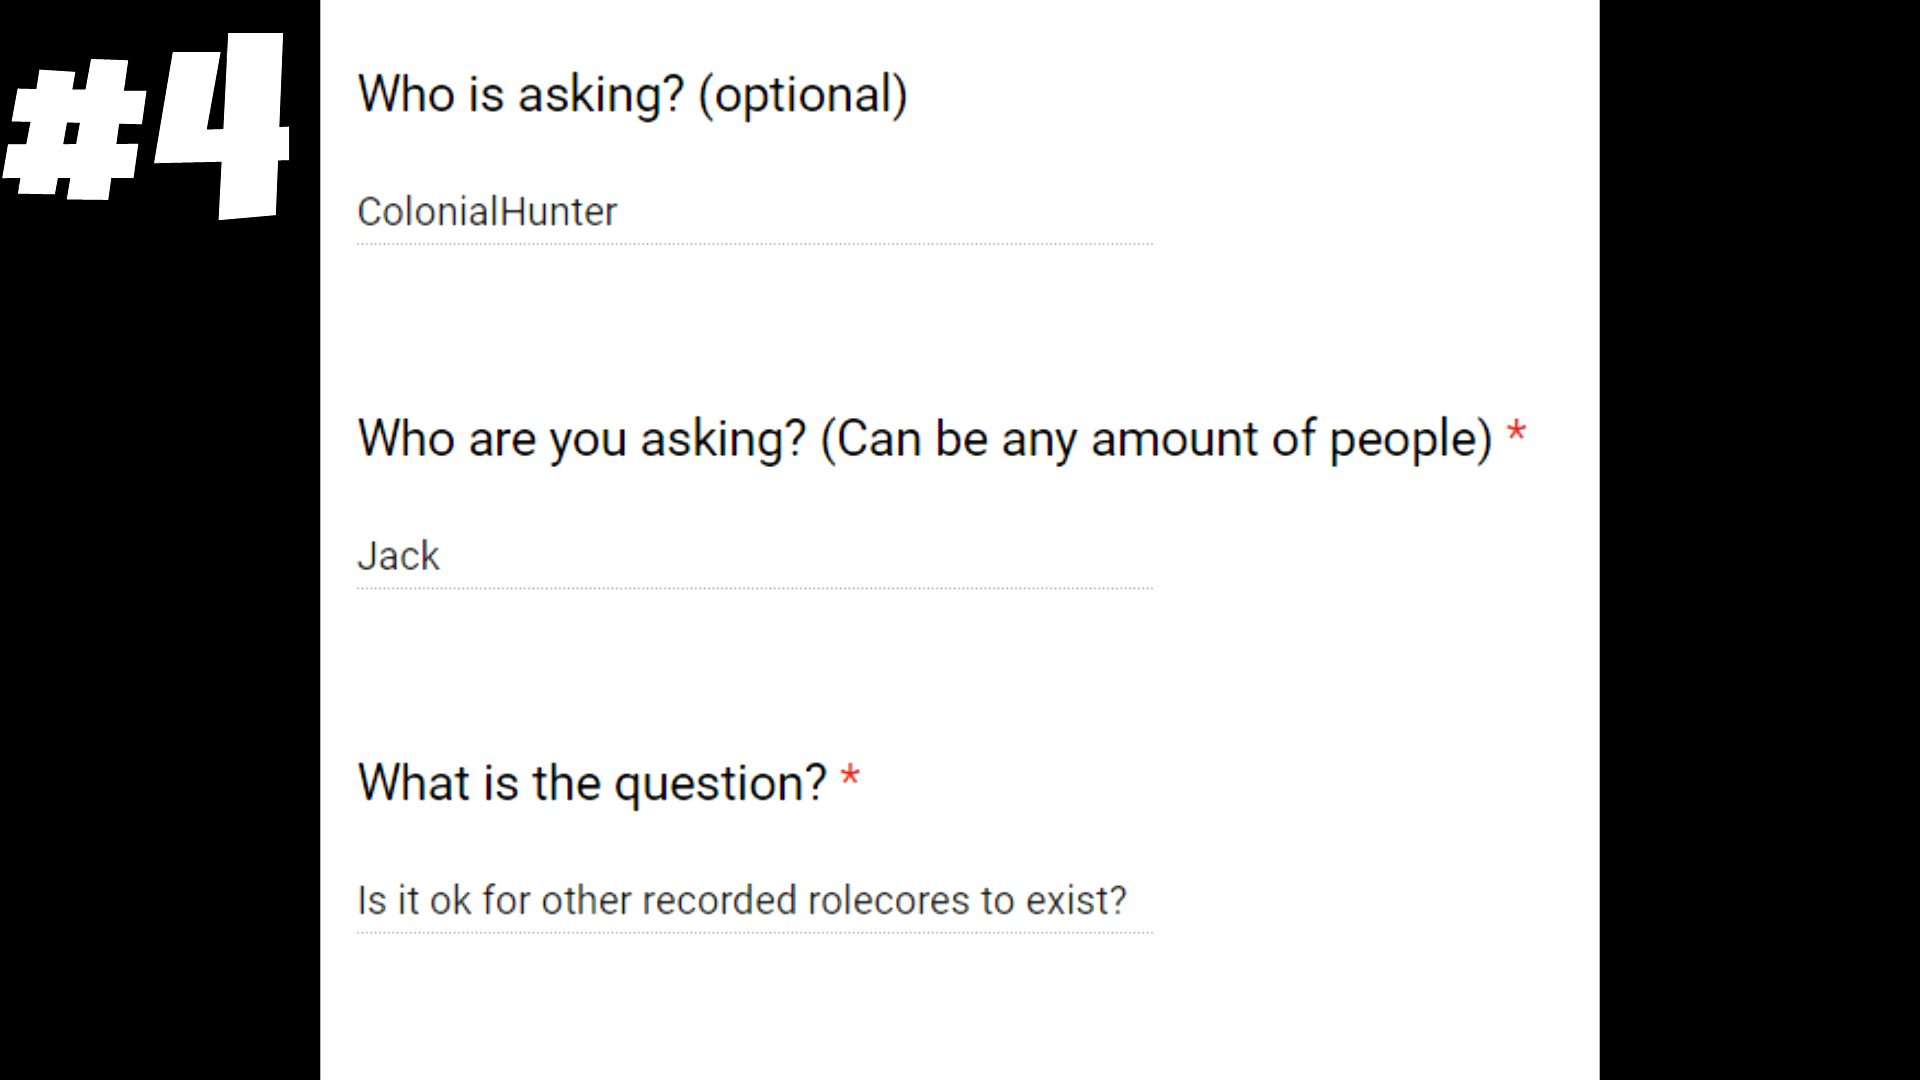 #4
Who is asking? (optional)
ColonialHunter
Who are you asking? (Can be any amount of people) *
Jack
What is the question? *
Is it ok for other recorded rolecores to exist?